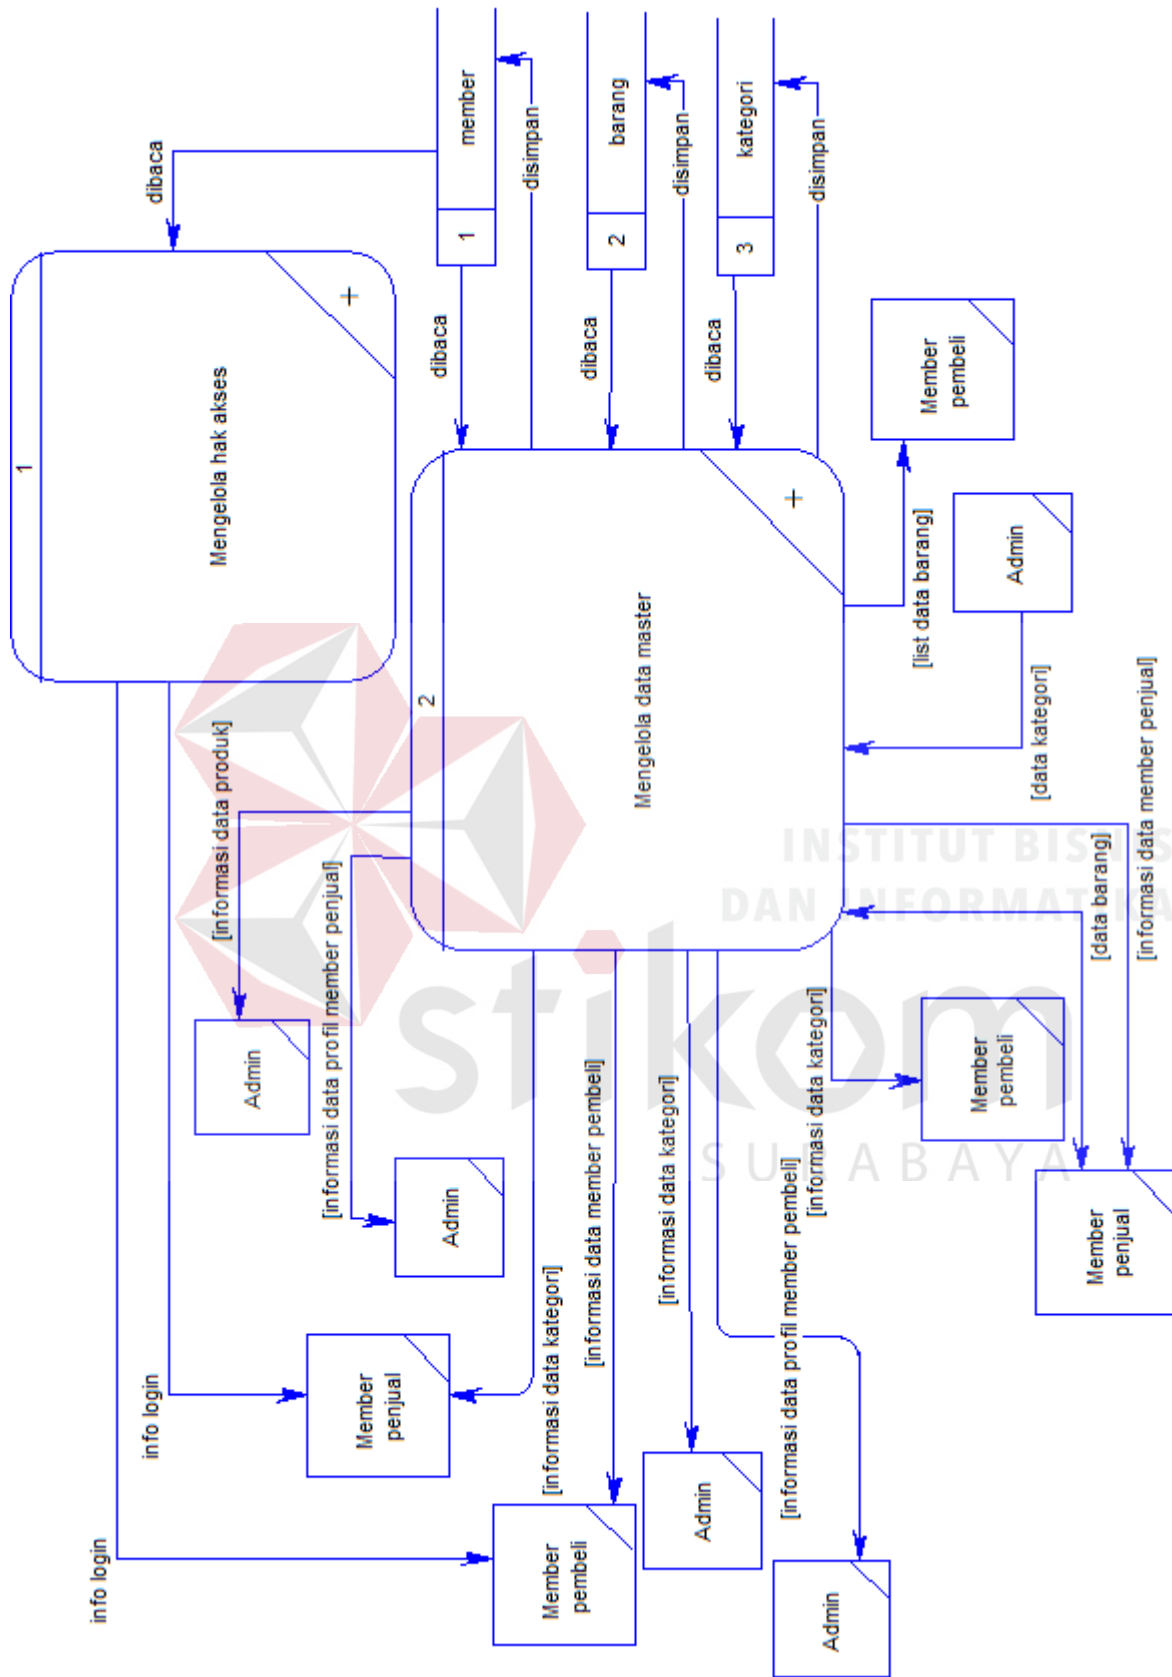 1
Mengelola hak akses
+
dibaca
info login
info login
2
Mengelola data master
+
1
member
dibaca
disimpan
2
barang
dibaca
disimpan
3
kategori
dibaca
disimpan
[informasi data produk]
Admin
[informasi data profil member penjual]
Admin
Member
penjual
[informasi data kategori]
Member
pembeli
[informasi data member pembeli]
Admin
[informasi data kategori]
Admin
[informasi data profil member pembeli]
[informasi data kategori]
Member
pembeli
[list data barang]
Member
pembeli
Admin
[data kategori]
[data barang]
[informasi data member penjual]
Member
penjual
INSTITUT BISNIS
DAN INFORMATIKA
stikom
SURABAYA